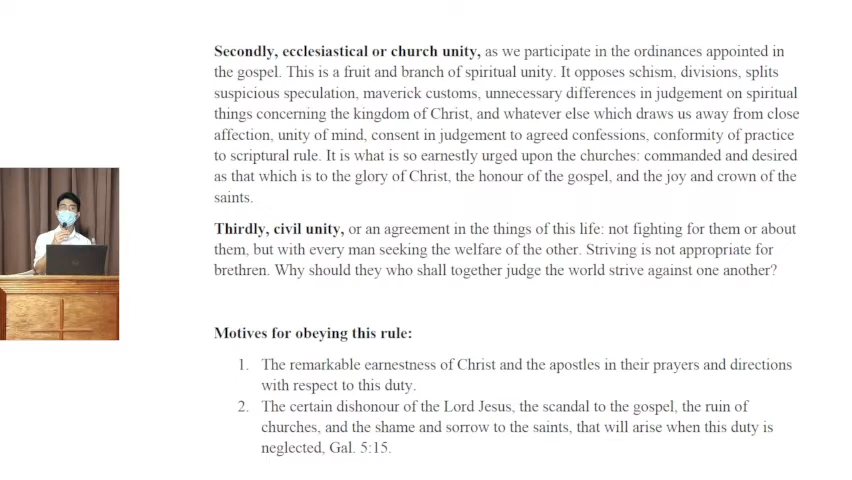 Secondly, ecclesiastical or church unity, as we participate in the ordinances appointed in
the gospel. This is a fruit and branch of spiritual unity. It opposes schism, divisions, splits
suspicious speculation, maverick customs, unnecessary differences in judgement on spiritual
things concerning the kingdom of Christ, and whatever else which draws us away from close
affection, unity of mind, consent in judgement to agreed confessions, conformity of practice
to scriptural rule. It is what is so earnestly urged upon the churches: commanded and desired
as that which is to the glory of Christ, the honour of the gospel, and the joy and crown of the
saints.
Thirdly, civil unity, or an agreement in the things of this life: not fighting for them or about
them, but with every man seeking the welfare of the other. Striving is not appropriate for
brethren. Why should they who shall together judge the world strive against one another?
Motives for obeying this rule:
1. The remarkable earnestness of Christ and the apostles in their prayers and directions
with respect to this duty.
2. The certain dishonour of the Lord Jesus, the scandal to the gospel, the ruin of
churches, and the shame and sorrow to the saints, that will arise when this duty is
neglected, Gal. 5:15.